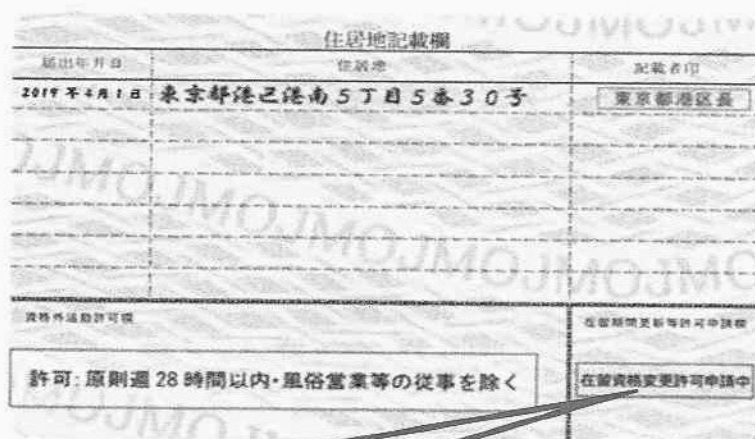 住居地記載欄
届出年月日 住居地 記載者印
2019年4月1日 東京都港区港南5丁目5番30号 東京都港区長
資格外活動許可欄 在留期間更新等許可申請欄
許可:原則週28時間以内・風俗営業等の従事を除く 在留資格変更許可申請中